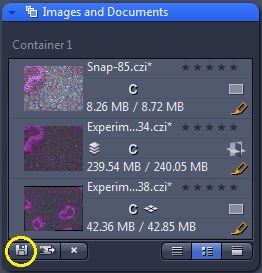 Images and Documents
Container 1
Snap-85.czi*
C
8.26 MB / 8.72 MB
Experim...34.czi*
C
239.54 MB / 240.05 MB
Experim...38.czi*
C
42.36 MB / 42.85 MB